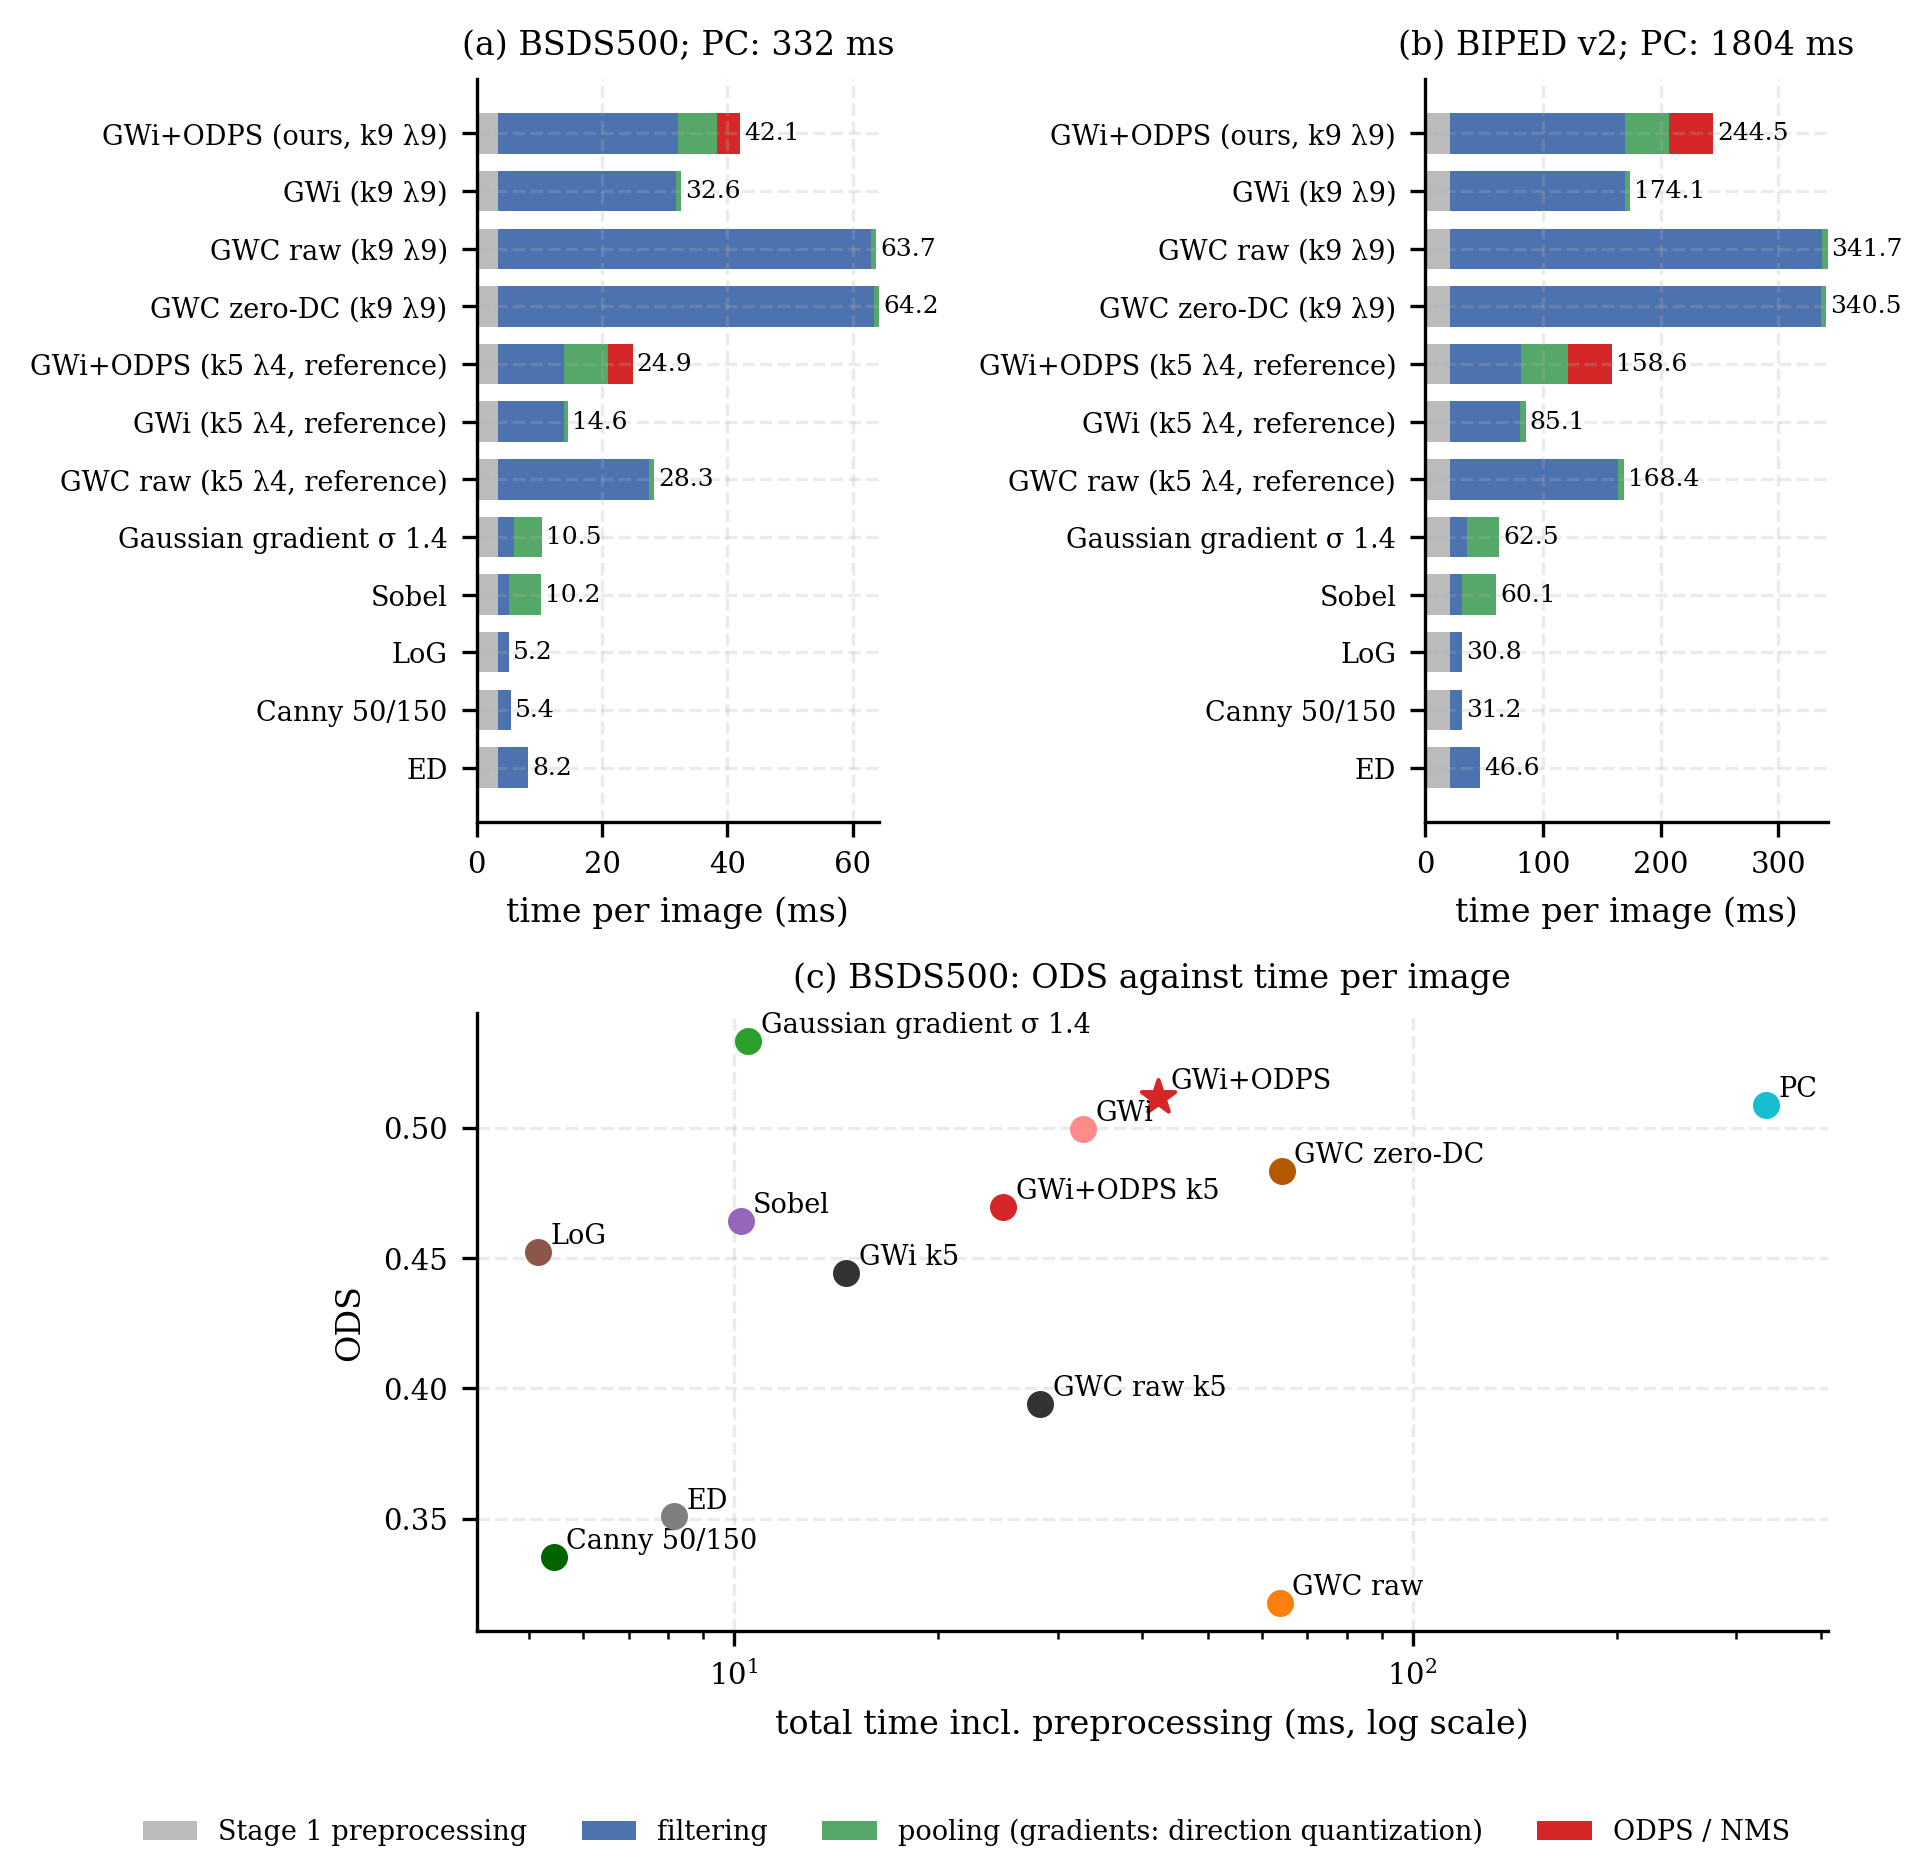 (a) BSDS500; PC: 332 ms
GWi+ODPS (ours, k9 λ9)
42.1
GWi (k9 λ9)
32.6
GWC raw (k9 λ9)
63.7
GWC zero-DC (k9 λ9)
64.2
GWi+ODPS (k5 λ4, reference)
24.9
GWi (k5 λ4, reference)
14.6
GWC raw (k5 λ4, reference)
28.3
Gaussian gradient σ 1.4
10.5
Sobel
10.2
LoG
5.2
Canny 50/150
5.4
ED
8.2
0 20 40 60
time per image (ms)
(b) BIPED v2; PC: 1804 ms
GWi+ODPS (ours, k9 λ9)
244.5
GWi (k9 λ9)
174.1
GWC raw (k9 λ9)
341.7
GWC zero-DC (k9 λ9)
340.5
GWi+ODPS (k5 λ4, reference)
158.6
GWi (k5 λ4, reference)
85.1
GWC raw (k5 λ4, reference)
168.4
Gaussian gradient σ 1.4
62.5
Sobel
60.1
LoG
30.8
Canny 50/150
31.2
ED
46.6
0 100 200 300
time per image (ms)
(c) BSDS500: ODS against time per image
Gaussian gradient σ 1.4
GWi+ODPS
PC
GWi
GWC zero-DC
GWi+ODPS k5
Sobel
LoG
GWi k5
GWC raw k5
ED
Canny 50/150
GWC raw
0.50
0.45
0.40
0.35
ODS
10¹ 10²
total time incl. preprocessing (ms, log scale)
Stage 1 preprocessing
filtering
pooling (gradients: direction quantization)
ODPS / NMS